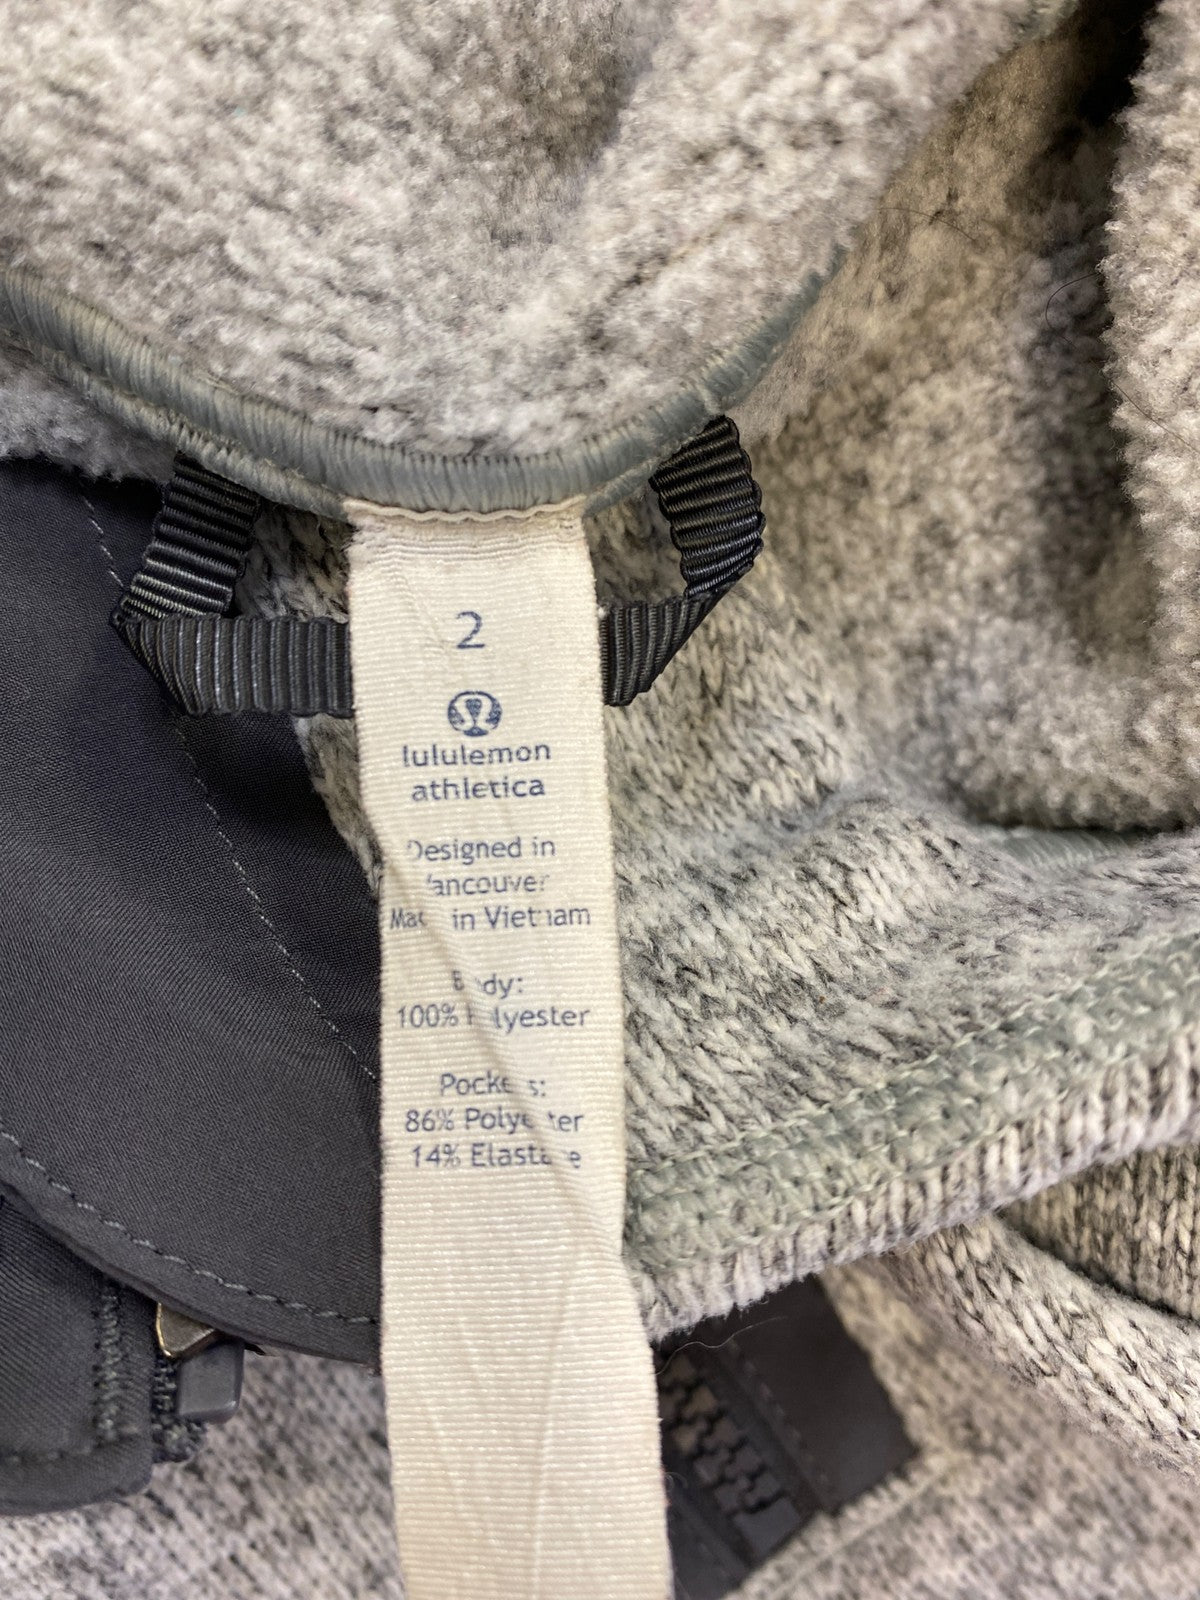 2
lululemon
athletica
Designed in
Vancouver
Made in Vietnam
Body:
100% Polyester
Pockets:
86% Polyester
14% Elastane